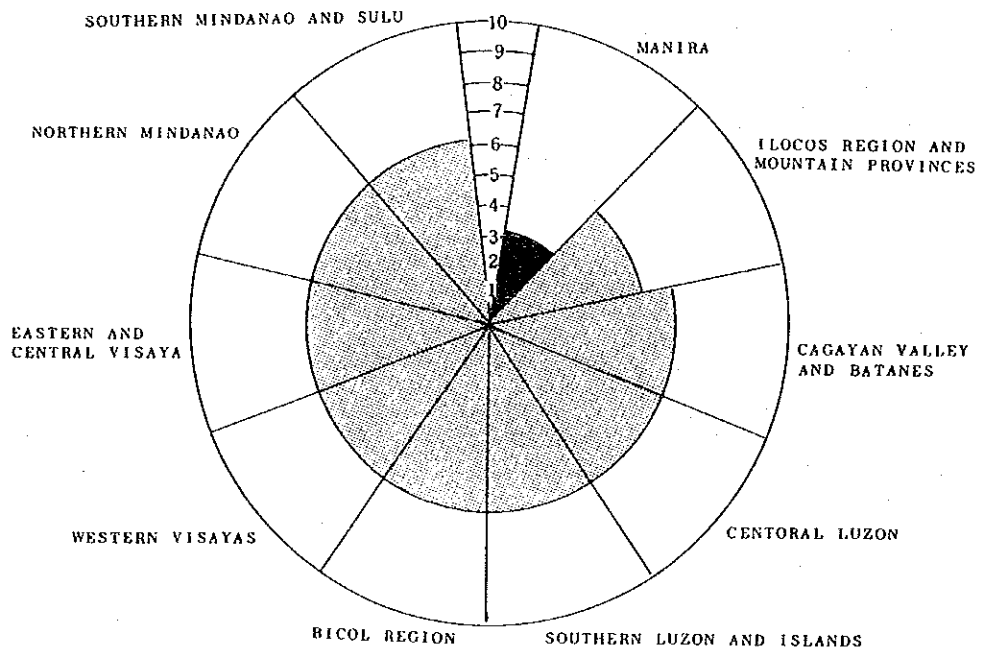 SOUTHERN MINDANAO AND SULU
10
9
8
7
6
5
4
3
2
1
MANIRA
ILOCOS REGION AND
MOUNTAIN PROVINCES
NORTHERN MINDANAO
EASTERN AND
CENTRAL VISAYA
CAGAYAN VALLEY
AND BATANES
WESTERN VISAYAS
CENTORAL LUZON
BICOL REGION
SOUTHERN LUZON AND ISLANDS